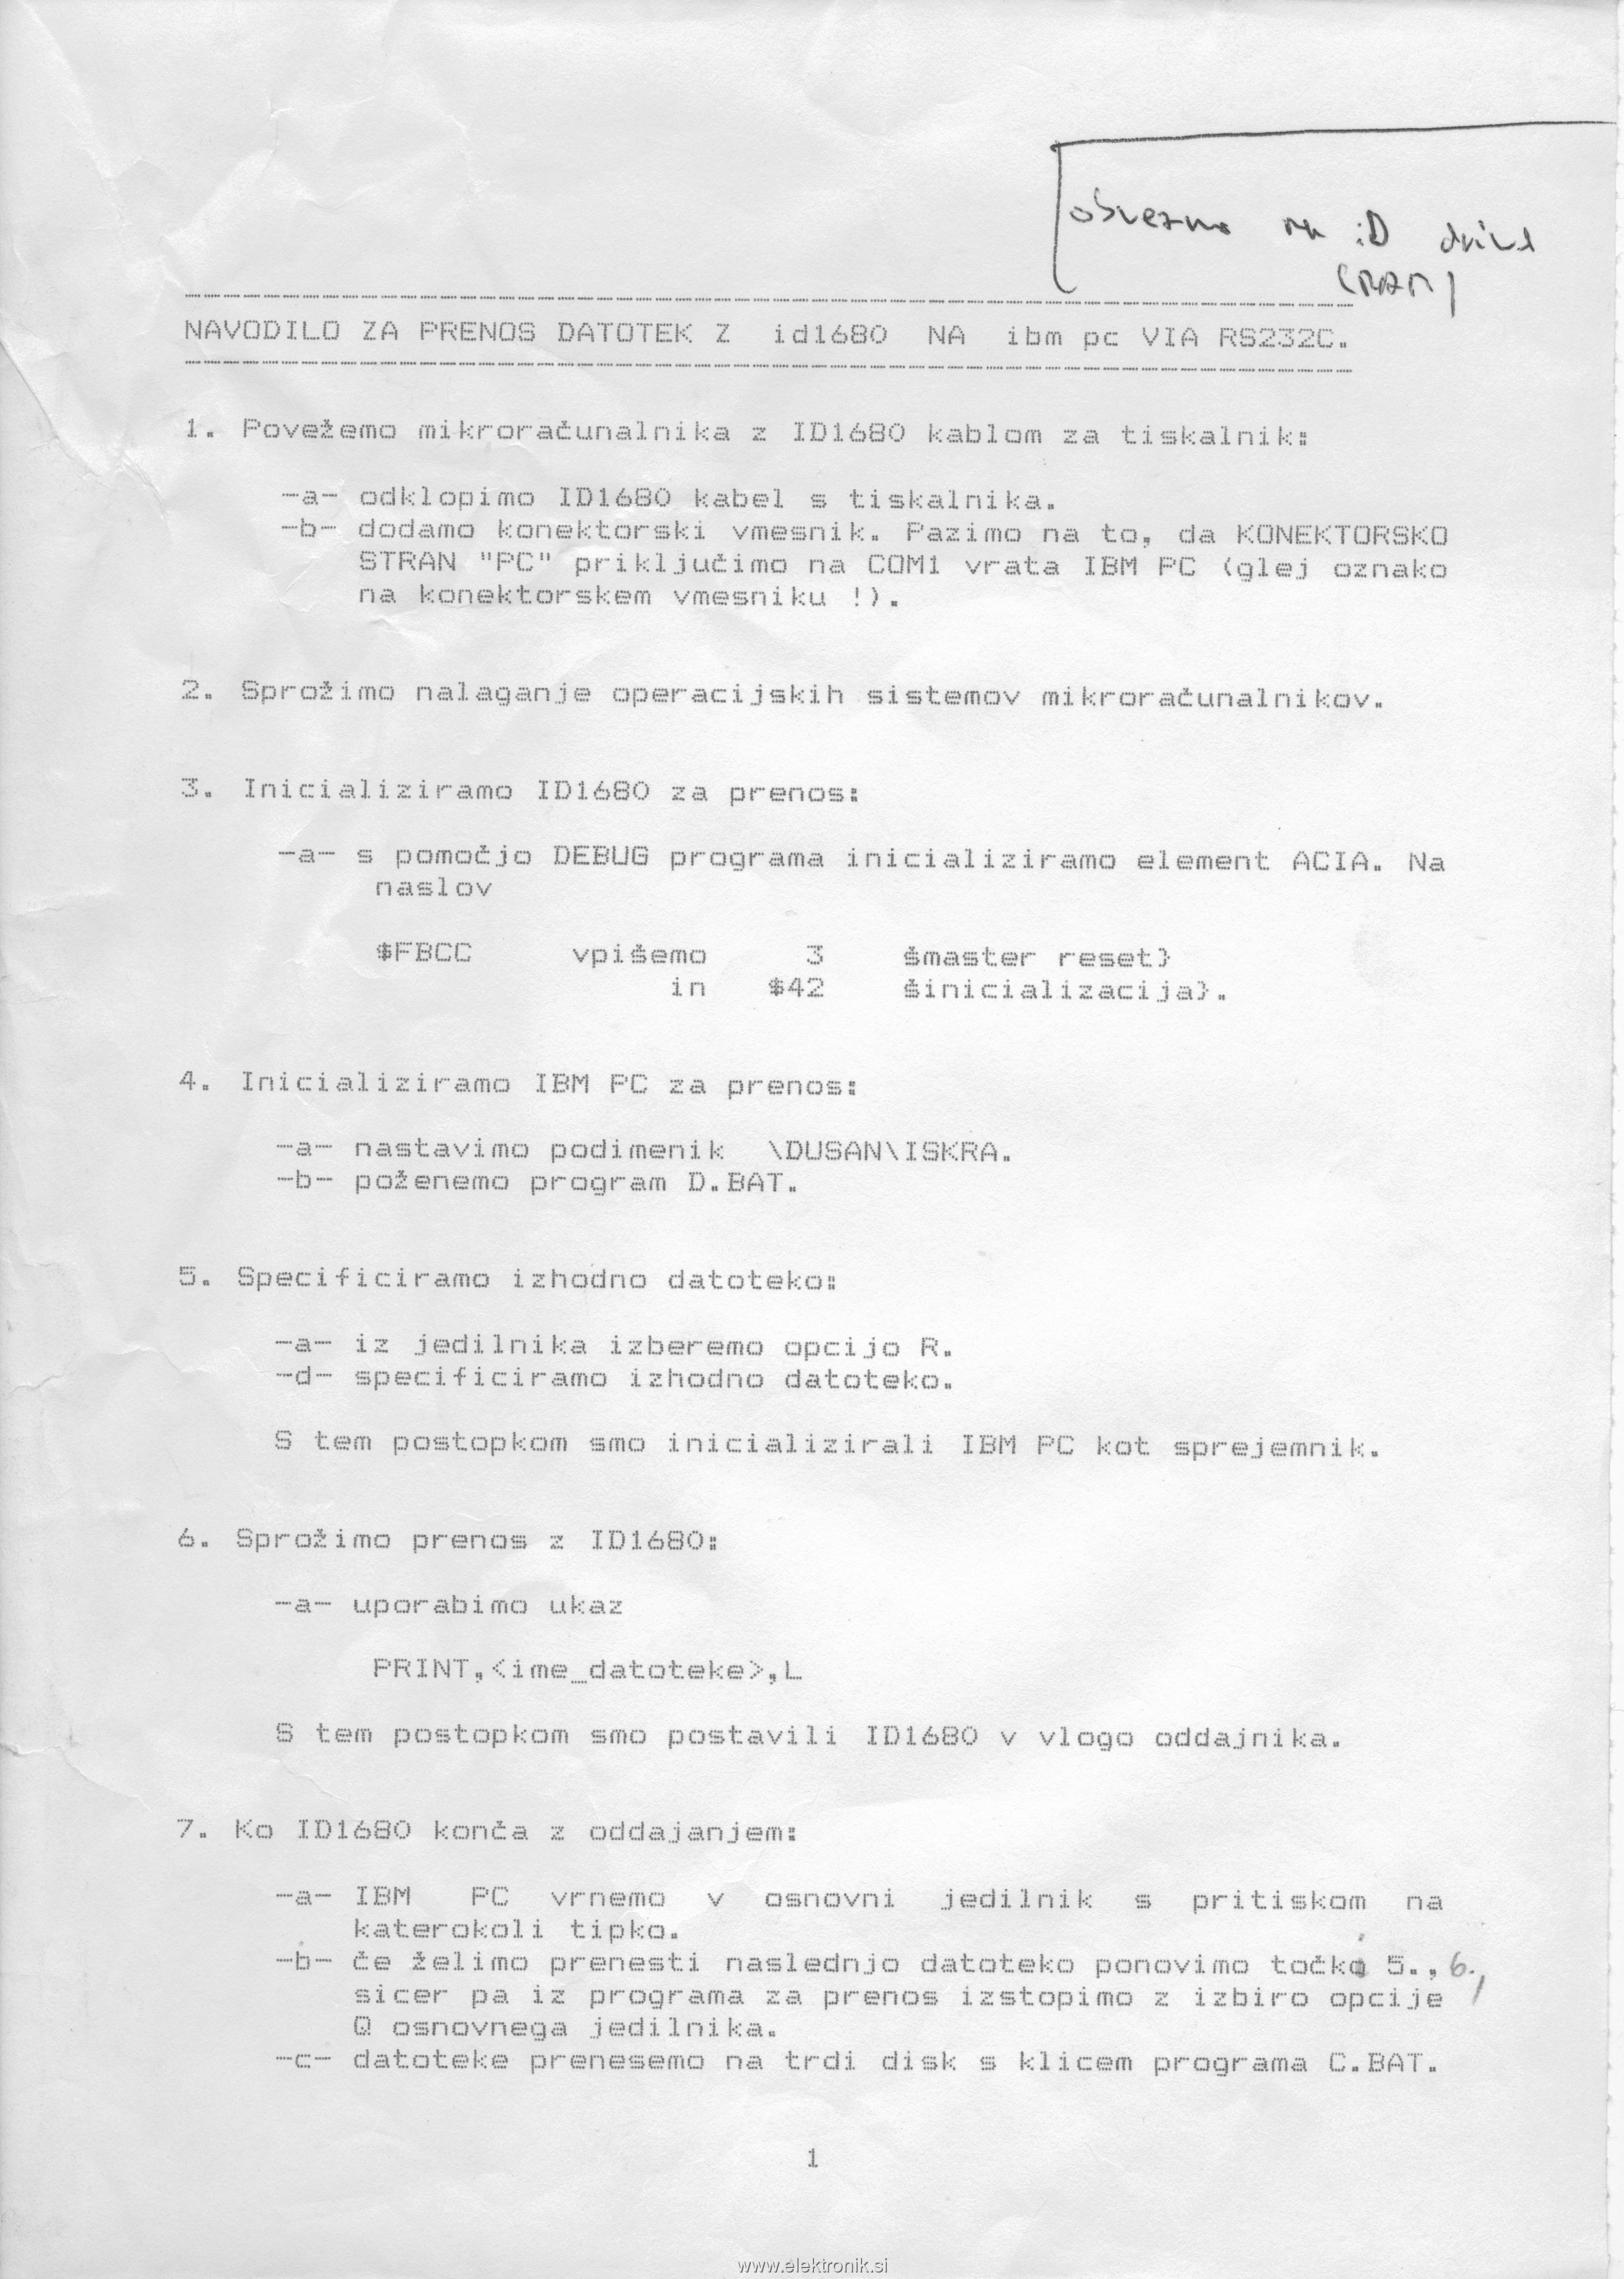 obvezno na :D drive
(RAM)
NAVODILO ZA PRENOS DATOTEK Z id1680 NA ibm pc VIA RS232C.
1. Povežemo mikroračunalnika z ID1680 kablom za tiskalnik:
-a- odklopimo ID1680 kabel s tiskalnika.
-b- dodamo konektorski vmesnik. Pazimo na to, da KONEKTORSKO
STRAN "PC" priključimo na COM1 vrata IBM PC (glej oznako
na konektorskem vmesniku !).
2. Sprožimo nalaganje operacijskih sistemov mikroračunalnikov.
3. Inicializiramo ID1680 za prenos:
-a- s pomočjo DEBUG programa inicializiramo element ACIA. Na
naslov
$FBCC vpišemo 3 šmaster reset}
in $42 šinicializacija}.
4. Inicializiramo IBM PC za prenos:
-a- nastavimo podimenik \DUSAN\ISKRA.
-b- poženemo program D.BAT.
5. Specificiramo izhodno datoteko:
-a- iz jedilnika izberemo opcijo R.
-d- specificiramo izhodno datoteko.
S tem postopkom smo inicializirali IBM PC kot sprejemnik.
6. Sprožimo prenos z ID1680:
-a- uporabimo ukaz
PRINT,<ime_datoteke>,L
S tem postopkom smo postavili ID1680 v vlogo oddajnika.
7. Ko ID1680 konča z oddajanjem:
-a- IBM PC vrnemo v osnovni jedilnik s pritiskom na
katerokoli tipko.
-b- če želimo prenesti naslednjo datoteko ponovimo točki 5., 6.,
sicer pa iz programa za prenos izstopimo z izbiro opcije
Q osnovnega jedilnika.
-c- datoteke prenesemo na trdi disk s klicem programa C.BAT.
1
www.elektronik.si